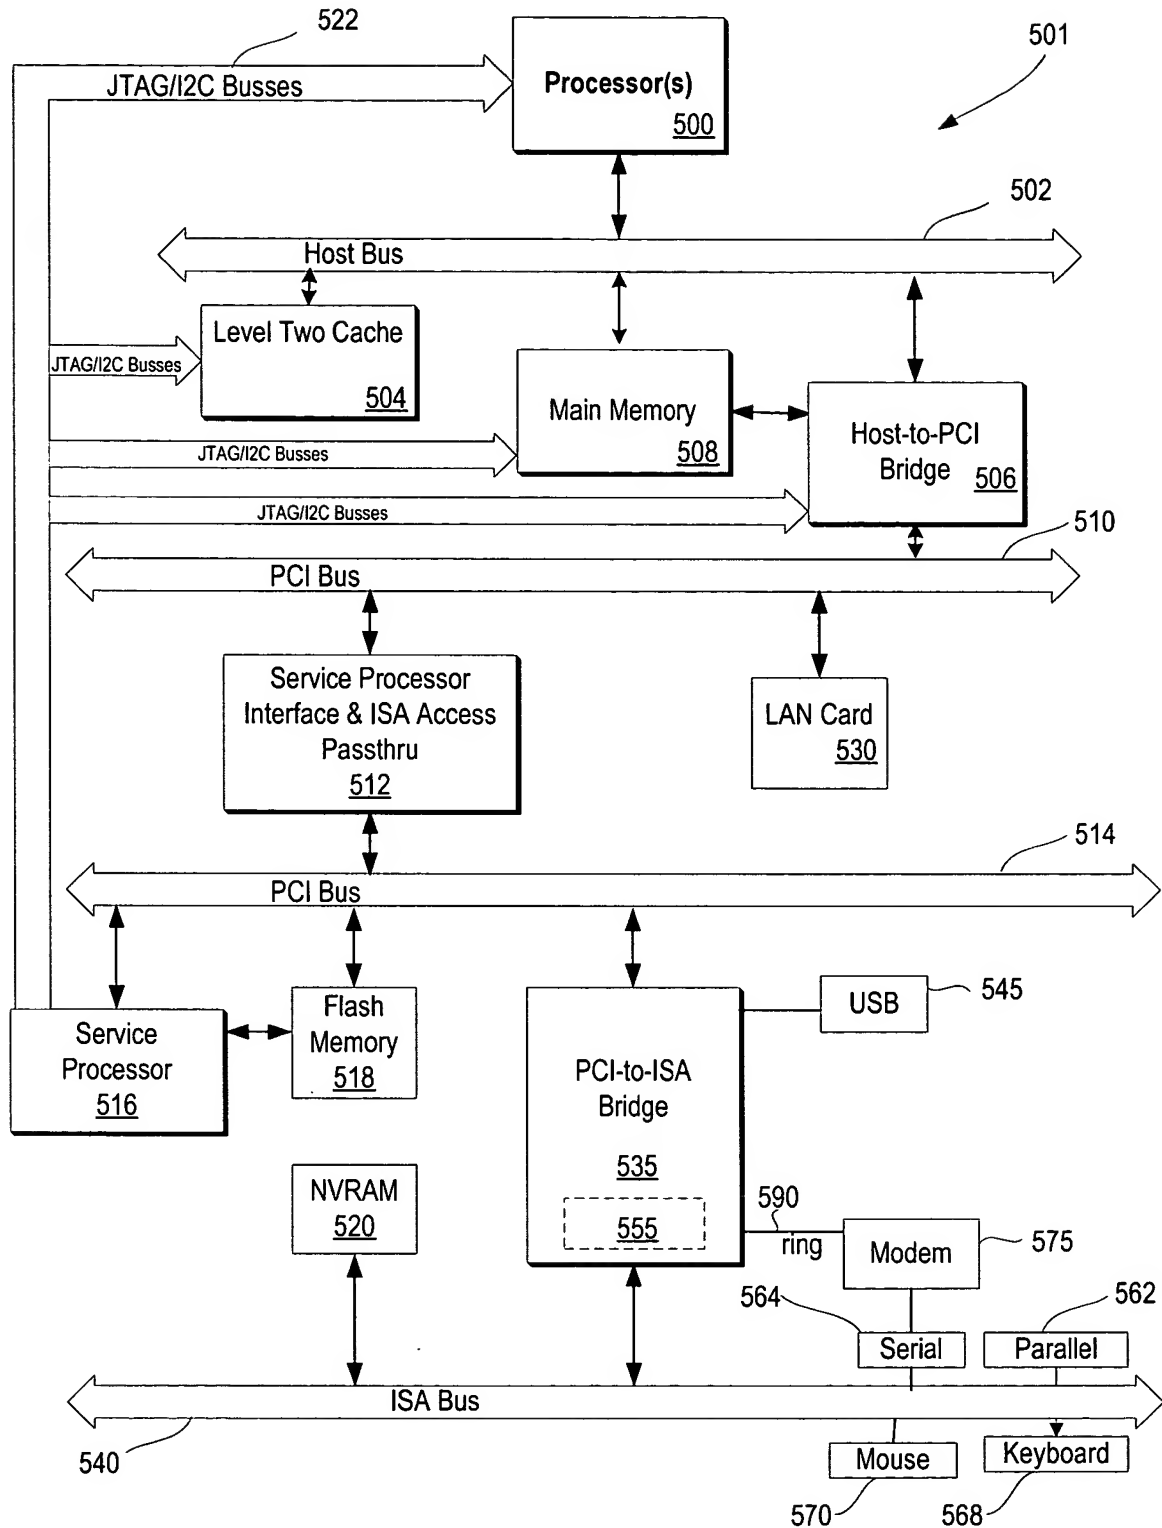 522
501
JTAG/I2C Busses
Processor(s)
500
502
Host Bus
Level Two Cache
504
JTAG/I2C Busses
Main Memory
508
Host-to-PCI
Bridge
506
JTAG/I2C Busses
JTAG/I2C Busses
510
PCI Bus
Service Processor
Interface & ISA Access
Passthru
512
LAN Card
530
514
PCI Bus
Service
Processor
516
Flash
Memory
518
USB
545
PCI-to-ISA
Bridge
535
555
NVRAM
520
590
ring
Modem
575
564
562
Serial
Parallel
ISA Bus
540
Mouse
Keyboard
570
568